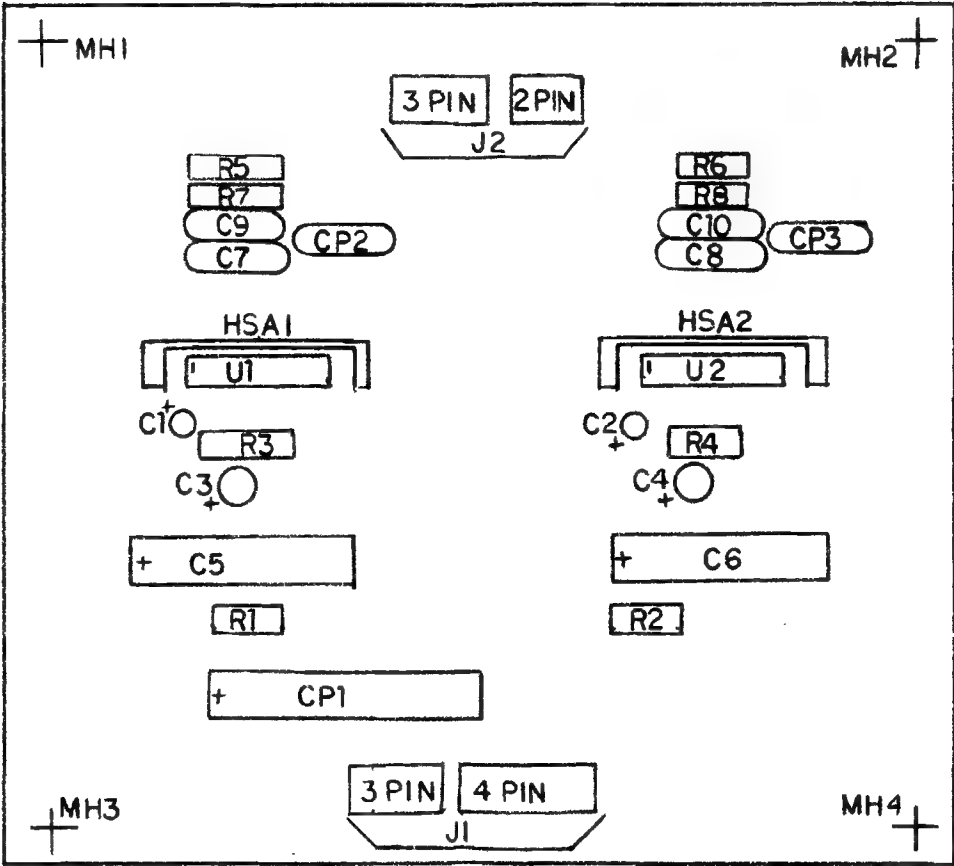 MH1
MH2
3 PIN 2 PIN
J2
R5
R6
R7
R8
C9
C10
CP2
CP3
C7
C8
HSA1
HSA2
U1
U2
+
C1
C2
+
R3
R4
C3
+
C4
+
+ C5
+ C6
R1
R2
+ CP1
3 PIN 4 PIN
J1
MH3
MH4